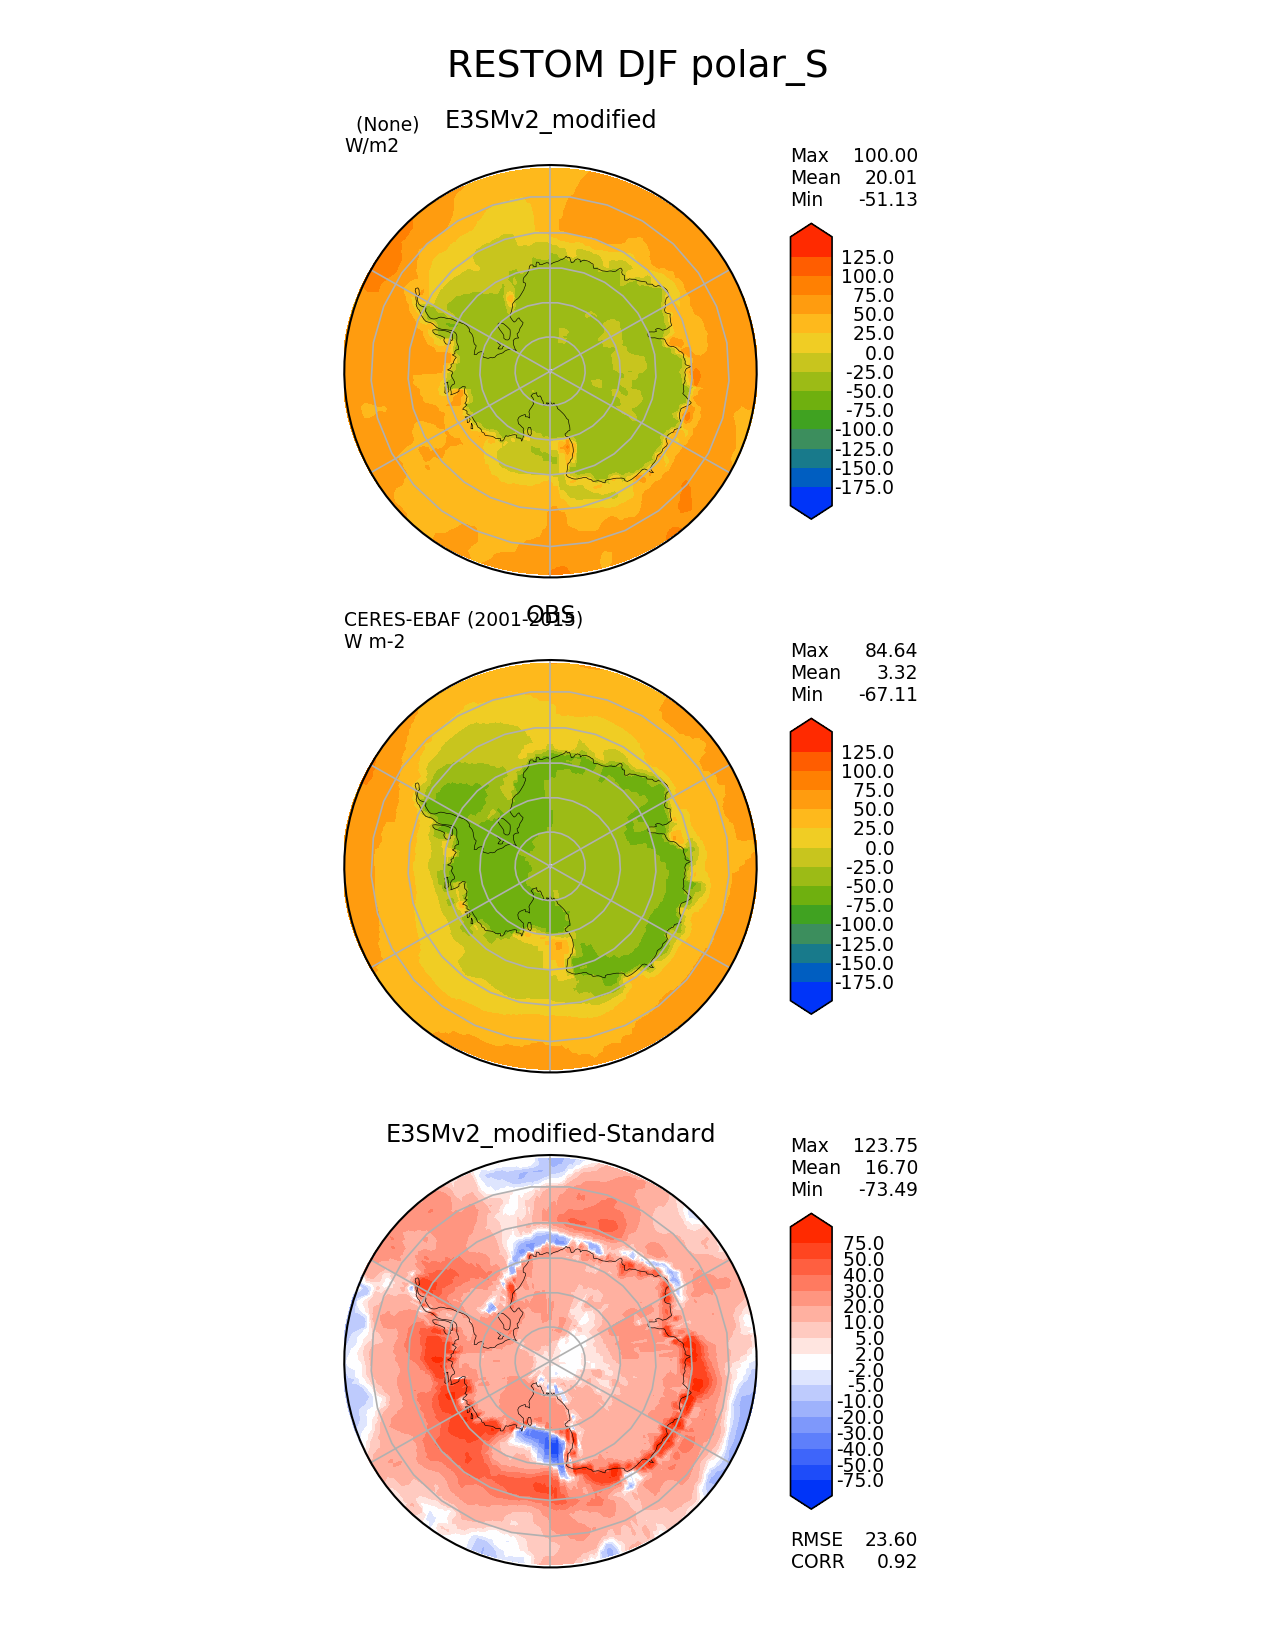 RESTOM DJF polar_S
E3SMv2_modified
(None)
W/m2
Max 100.00
Mean 20.01
Min -51.13
125.0
100.0
75.0
50.0
25.0
0.0
-25.0
-50.0
-75.0
-100.0
-125.0
-150.0
-175.0
OBS
CERES-EBAF (2001-2015)
W m-2
Max 84.64
Mean 3.32
Min -67.11
125.0
100.0
75.0
50.0
25.0
0.0
-25.0
-50.0
-75.0
-100.0
-125.0
-150.0
-175.0
E3SMv2_modified-Standard
Max 123.75
Mean 16.70
Min -73.49
75.0
50.0
40.0
30.0
20.0
10.0
5.0
2.0
-2.0
-5.0
-10.0
-20.0
-30.0
-40.0
-50.0
-75.0
RMSE 23.60
CORR 0.92